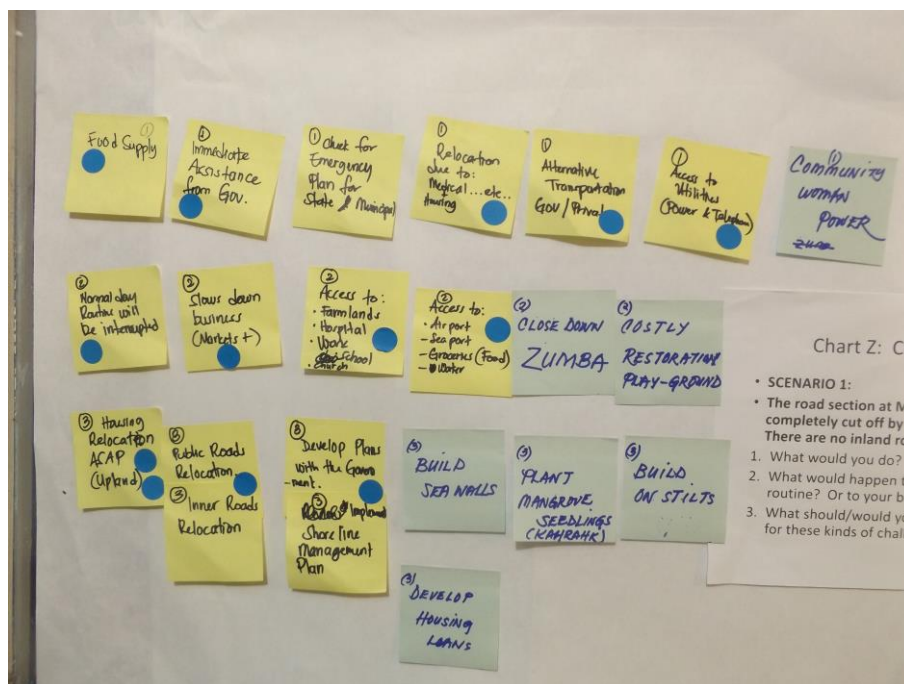 Food Supply
(1)
(1)
Immediate
Assistance
from Gov.
(1) Check for
Emergency
Plan for
State Municipal
(1)
Relocation
due to:
Medical...etc..
Housing
(1)
Alternative
Transportation
Gov/Privat
(1)
Access to
Utilities
(Power & Telephon)
(1)
COMMUNITY
WOMAN
POWER
(2)
Normal day
Routine will
be interrupted
(2)
Slows down
business
(Markets +)
(2)
Access to:
• Farmlands
• Hospital
• Work
School
• Church
(2)
Access to:
• Airport
- Sea port
- Groceries (Food)
- Water
(2)
CLOSE DOWN
ZUMBA
(2)
COSTLY
RESTORATIVE
PLAY-GROUND
Chart Z: C
• SCENARIO 1:
• The road section at M
completely cut off by
There are no inland ro
1. What would you do?
2. What would happen t
routine? Or to your b
3. What should/would yo
for these kinds of chall
(3) Housing
Relocation
ASAP
(Upland)
(3)
Public Roads
Relocation
(3)
Inner Roads
Relocation
(3)
Develop Plans
with the Govern
-ment.
(3)
Implement
Shoreline
Management
Plan
(3)
BUILD
SEA WALLS
(3)
PLANT
MANGROVE
SEEDLINGS
(KAHRAHK)
(3)
BUILD
ON STILTS
(3)
DEVELOP
HOUSING
LOANS